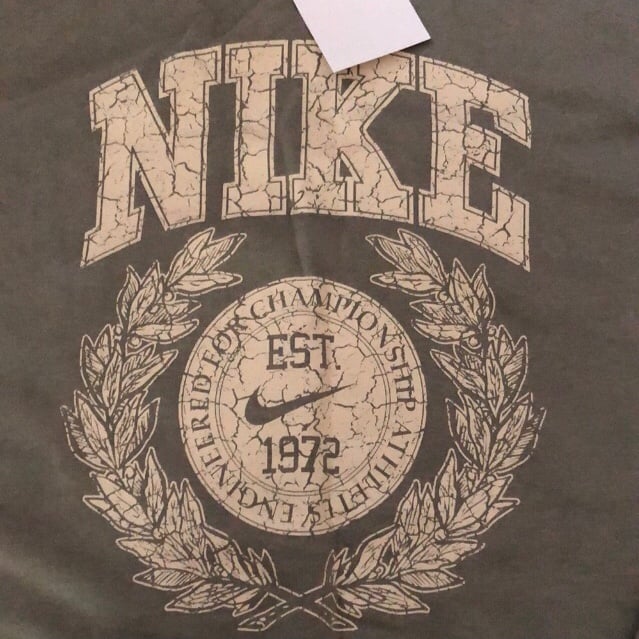 NIKE
ENGINEERED FOR CHAMPIONSHIP ATHLETES
EST.
1972